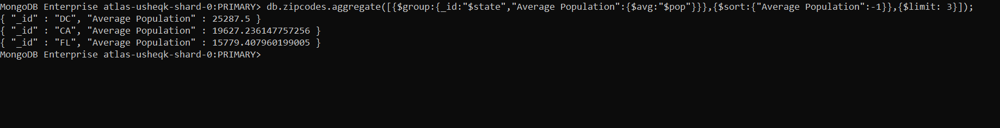 MongoDB Enterprise atlas-usheqk-shard-0:PRIMARY> db.zipcodes.aggregate([{$group:{_id:"$state","Average Population":{$avg:"$pop"}}},{$sort:{"Average Population":-1}},{$limit: 3}]);
{ "_id" : "DC", "Average Population" : 25287.5 }
{ "_id" : "CA", "Average Population" : 19627.236147757256 }
{ "_id" : "FL", "Average Population" : 15779.407960199005 }
MongoDB Enterprise atlas-usheqk-shard-0:PRIMARY>